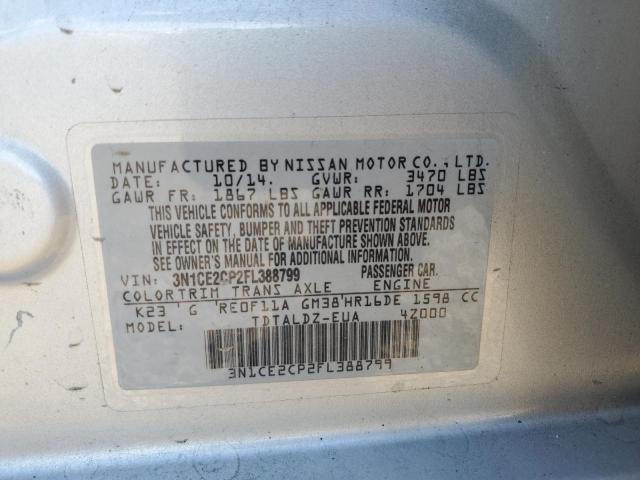 MANUFACTURED BY NISSAN MOTOR CO., LTD.
DATE: 10/14. GVWR: 3470 LBS
GAWR FR: 1867 LBS GAWR RR: 1704 LBS
THIS VEHICLE CONFORMS TO ALL APPLICABLE FEDERAL MOTOR
VEHICLE SAFETY, BUMPER AND THEFT PREVENTION STANDARDS
IN EFFECT ON THE DATE OF MANUFACTURE SHOWN ABOVE.
SEE OWNER'S MANUAL FOR ADDITIONAL INFORMATION.
VIN: 3N1CE2CP2FL388799 PASSENGER CAR.
COLOR TRIM TRANS AXLE ENGINE
K23 G RE0F11A GM38 HR16DE 1598 CC
MODEL: TDTALDZ-EUA 4Z000
3N1CE2CP2FL388799